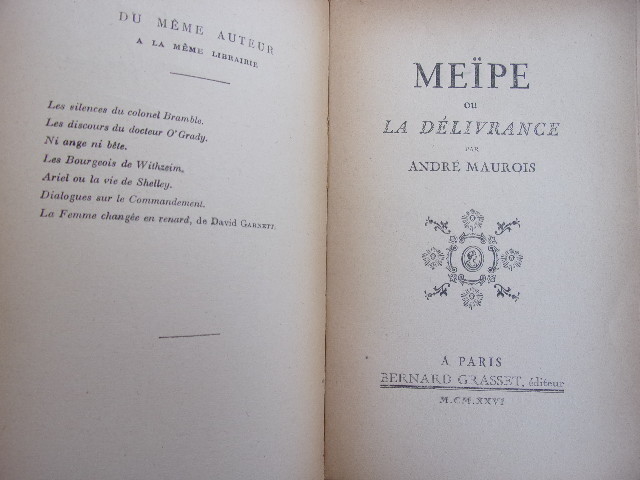 DU MÊME AUTEUR
A LA MÊME LIBRAIRIE
Les silences du colonel Bramble.
Les discours du docteur O'Grady.
Ni ange ni bête.
Les Bourgeois de Witzheim.
Ariel ou la vie de Shelley.
Dialogues sur le Commandement.
La Femme changée en renard, de David GARNETT.
MEÏPE
OU
LA DÉLIVRANCE
PAR
ANDRÉ MAUROIS
A PARIS
BERNARD GRASSET, éditeur
M.CM.XXVI